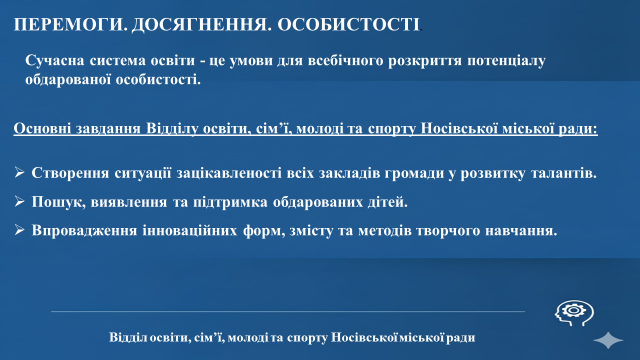 ПЕРЕМОГИ. ДОСЯГНЕННЯ. ОСОБИСТОСТІ.
Сучасна система освіти - це умови для всебічного розкриття потенціалу
обдарованої особистості.
Основні завдання Відділу освіти, сім’ї, молоді та спорту Носівської міської ради:
➢ Створення ситуації зацікавленості всіх закладів громади у розвитку талантів.
➢ Пошук, виявлення та підтримка обдарованих дітей.
➢ Впровадження інноваційних форм, змісту та методів творчого навчання.
Відділ освіти, сім’ї, молоді та спорту Носівської міської ради